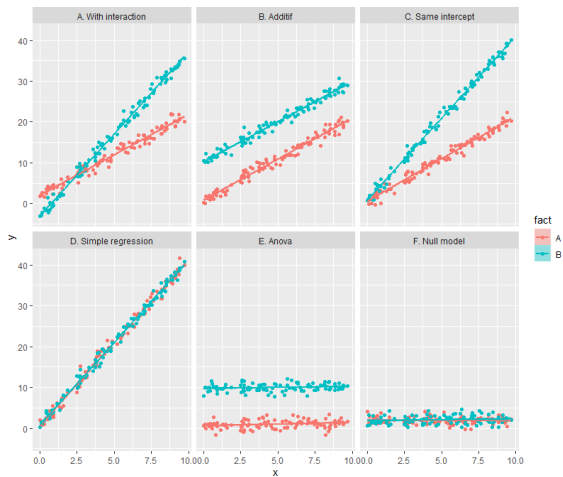 A. With interaction
B. Additif
C. Same intercept
40
30
20
10
0
y
D. Simple regression
E. Anova
F. Null model
40
30
20
10
0
0.0 2.5 5.0 7.5 10.0
0.0 2.5 5.0 7.5 10.0
0.0 2.5 5.0 7.5 10.0
x
fact
A
B